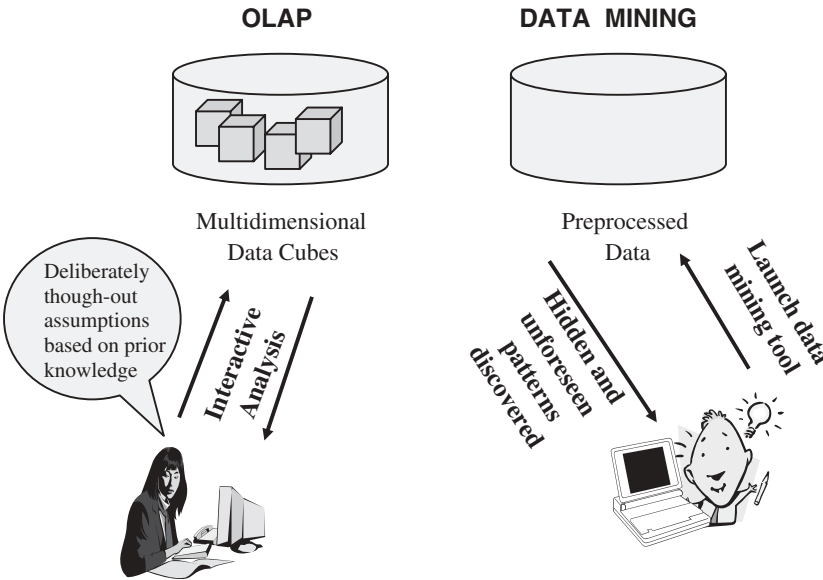 OLAP
DATA MINING
Multidimensional
Data Cubes
Preprocessed
Data
Deliberately
though-out
assumptions
based on prior
knowledge
Interactive
Analysis
Hidden and
unforeseen
patterns
discovered
Launch data
mining tool